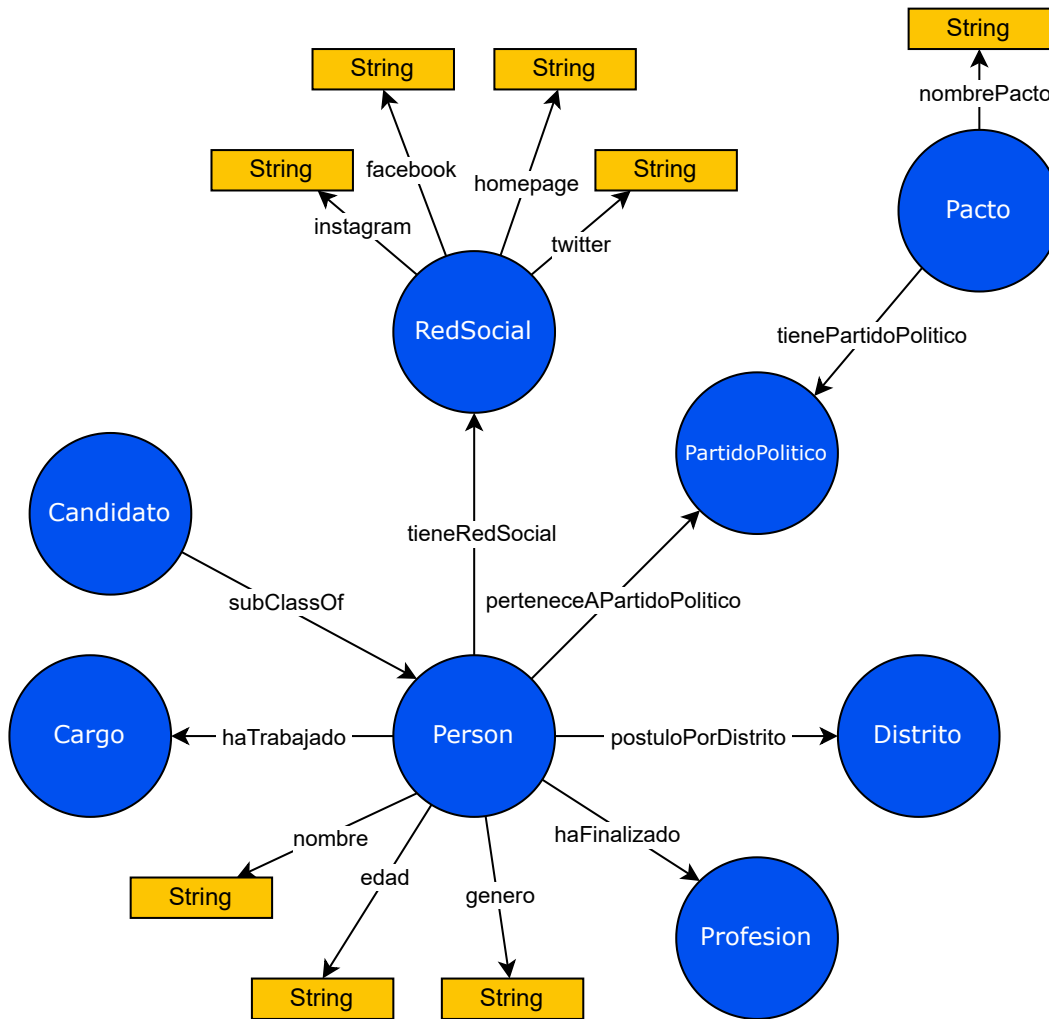 String
String
String
nombrePacto
facebook
homepage
String
String
instagram
twitter
Pacto
RedSocial
tienePartidoPolitico
PartidoPolitico
Candidato
tieneRedSocial
subClassOf
perteneceAPartidoPolitico
Cargo
haTrabajado
Person
postuloPorDistrito
Distrito
nombre
haFinalizado
edad
genero
String
Profesion
String
String